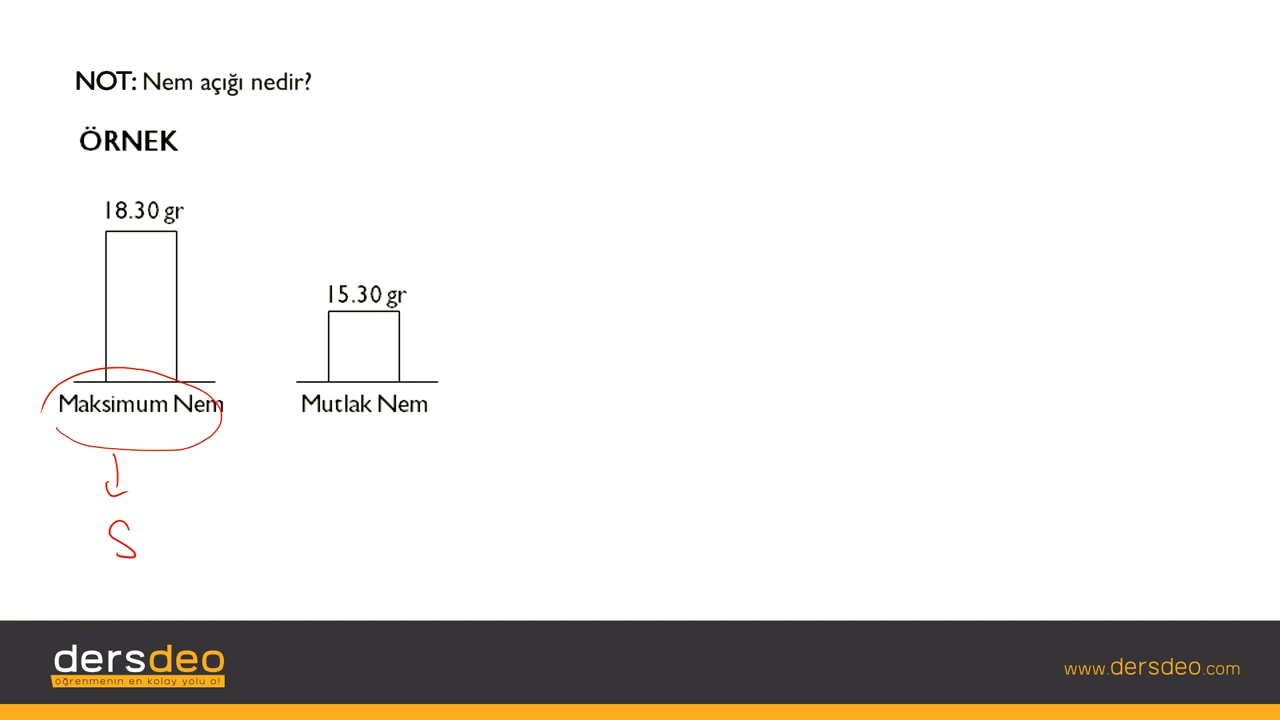 NOT: Nem açığı nedir?
ÖRNEK
18.30 gr
15.30 gr
Maksimum Nem
Mutlak Nem
S
dersdeo
öğrenmenin en kolay yolu o!
www.dersdeo.com